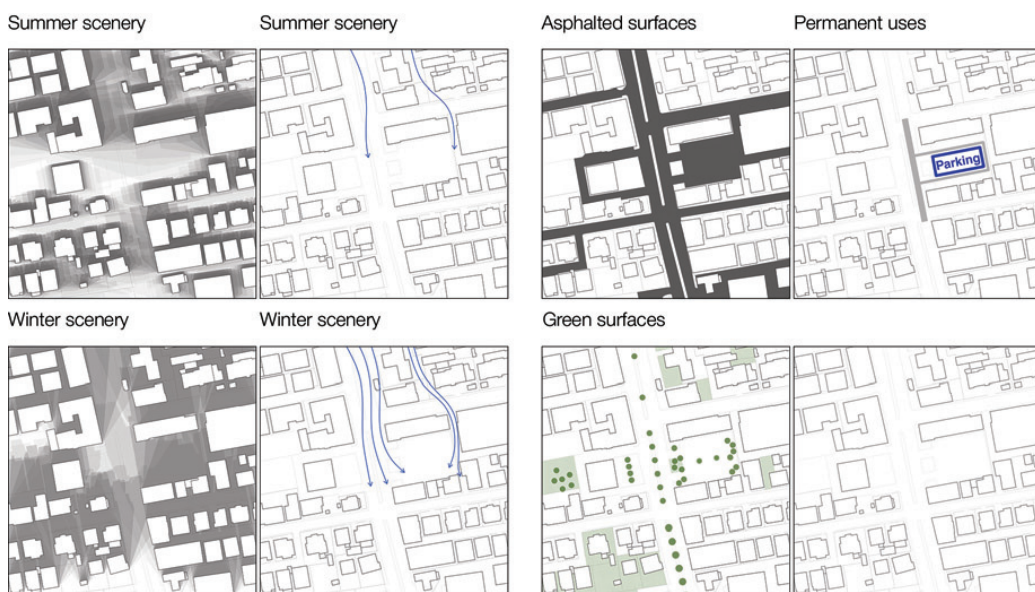 Summer scenery
Summer scenery
Asphalted surfaces
Permanent uses
Parking
Winter scenery
Winter scenery
Green surfaces